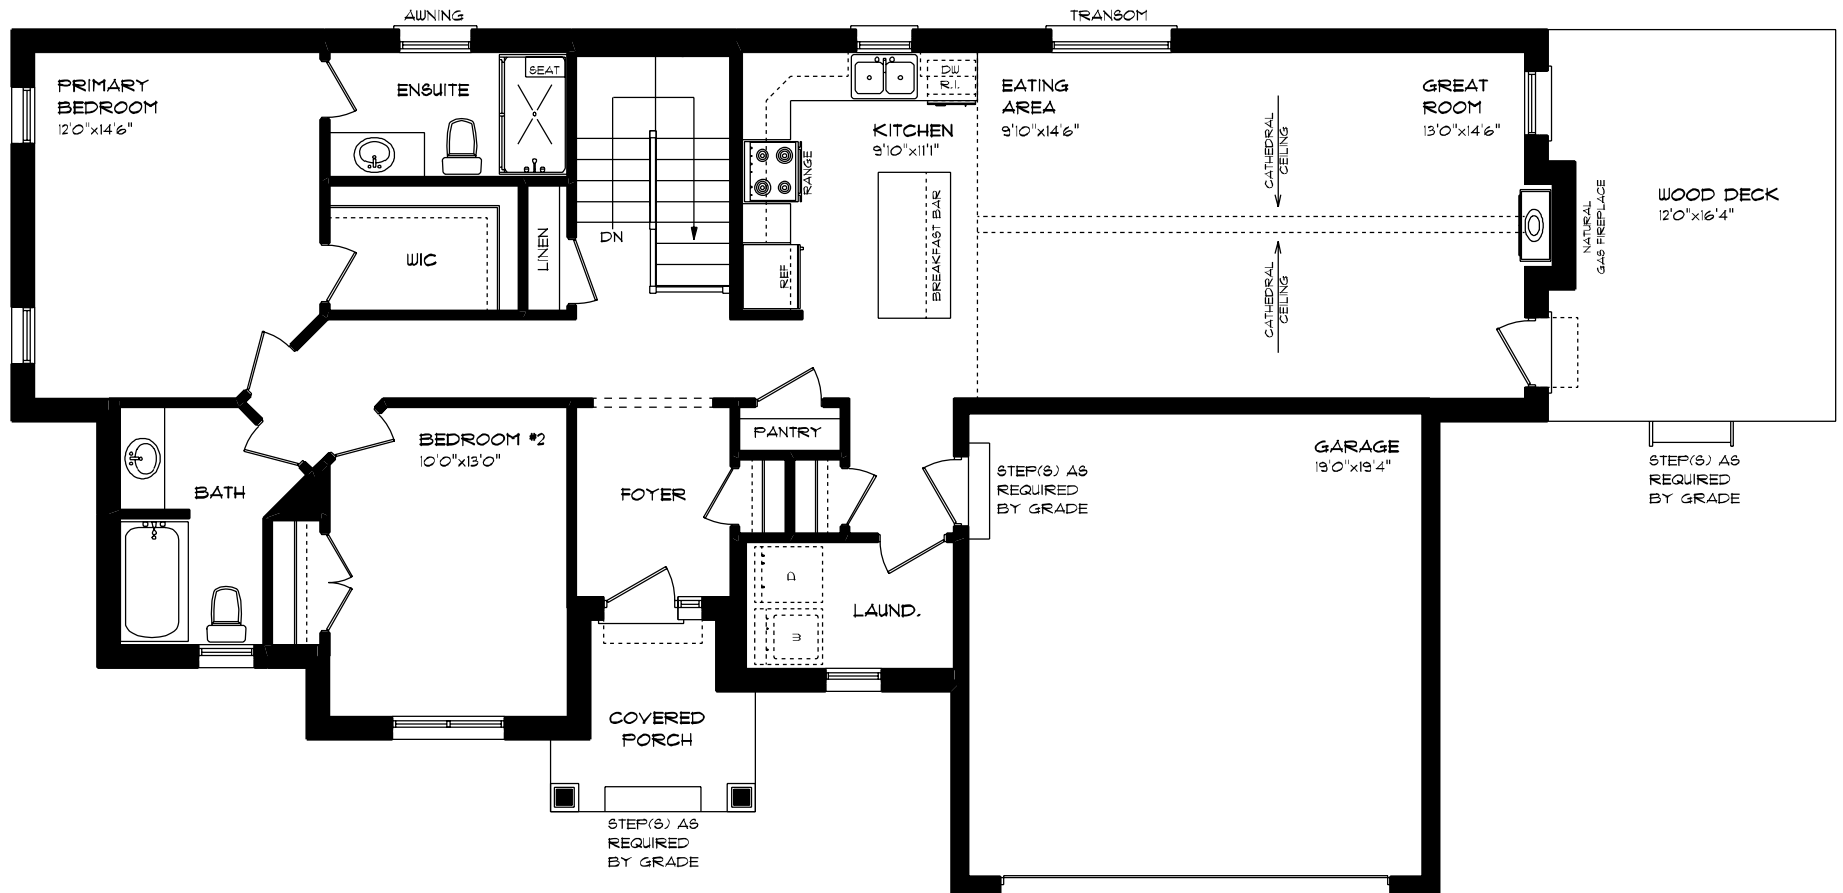 AWNING
TRANSOM
PRIMARY
BEDROOM
12'0"x14'6"
ENSUITE
SEAT
DW
R.I.
KITCHEN
9'10"x11'1"
EATING
AREA
9'10"x14'6"
CATHEDRAL
CEILING
GREAT
ROOM
13'0"x14'6"
RANGE
WOOD DECK
12'0"x16'4"
NATURAL
GAS FIREPLACE
WIC
LINEN
DN
REF
BREAKFAST BAR
CATHEDRAL
CEILING
BEDROOM #2
10'0"x13'0"
PANTRY
GARAGE
19'0"x19'4"
STEP(S) AS
REQUIRED
BY GRADE
STEP(S) AS
REQUIRED
BY GRADE
BATH
FOYER
D
W
LAUND.
COVERED
PORCH
STEP(S) AS
REQUIRED
BY GRADE